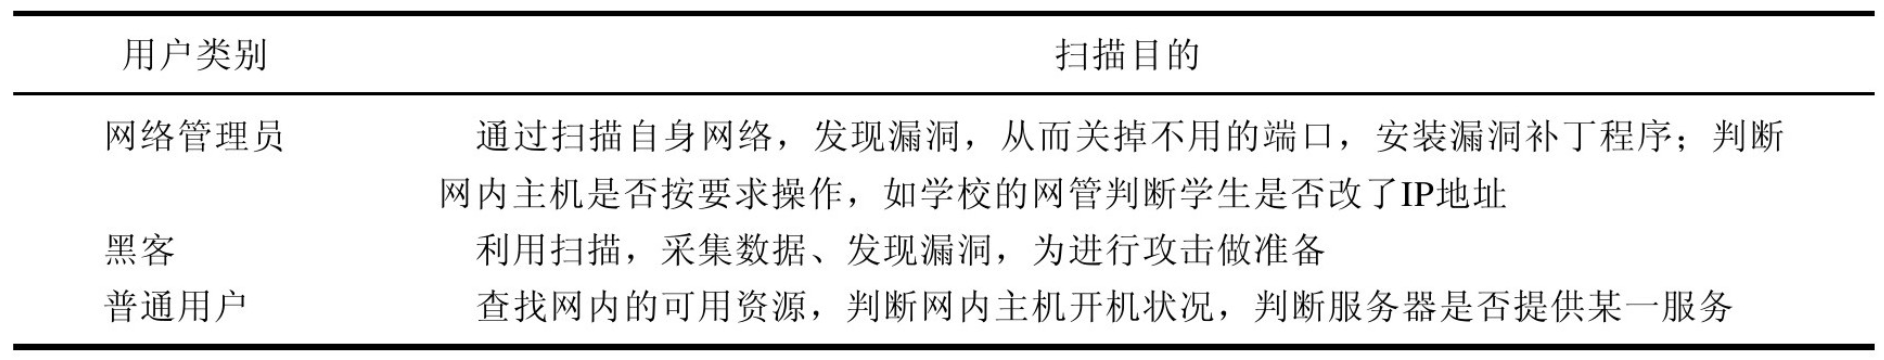 用户类别 扫描目的
网络管理员 通过扫描自身网络，发现漏洞，从而关掉不用的端口，安装漏洞补丁程序；判断
网内主机是否按要求操作，如学校的网管判断学生是否改了IP地址
黑客 利用扫描，采集数据、发现漏洞，为进行攻击做准备
普通用户 查找网内的可用资源，判断网内主机开机状况，判断服务器是否提供某一服务